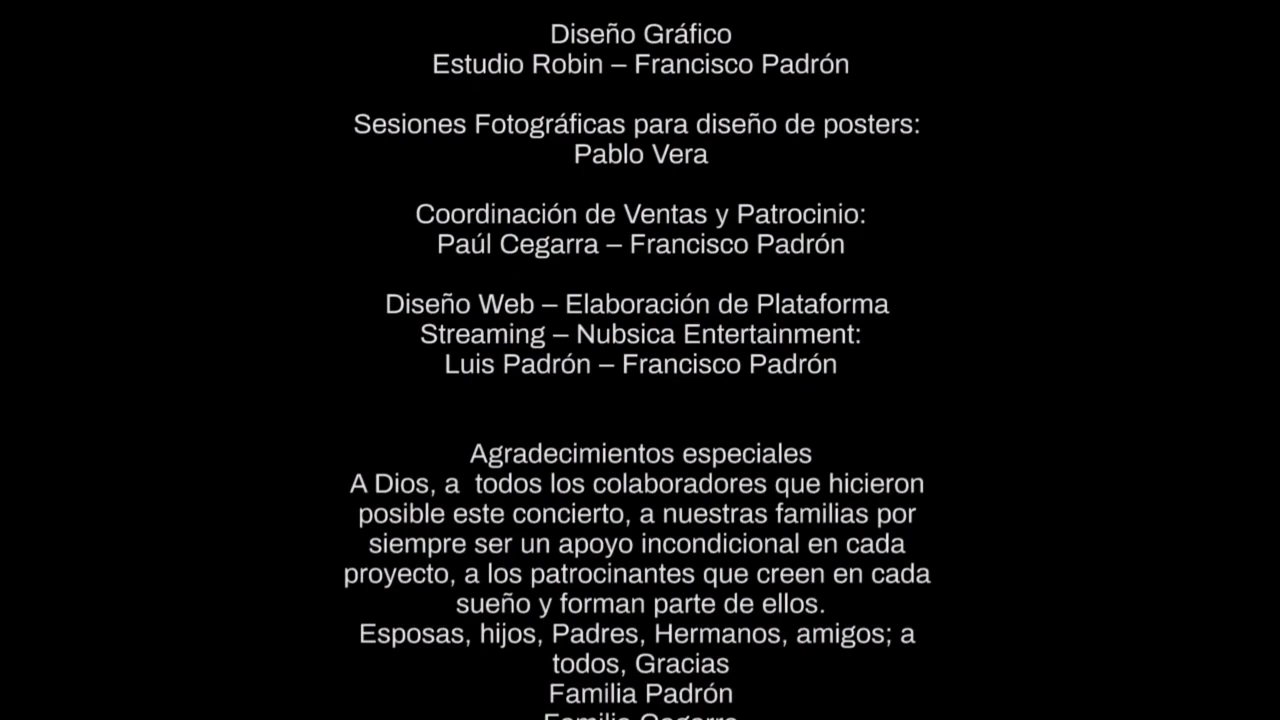 Diseño Gráfico
Estudio Robin – Francisco Padrón
Sesiones Fotográficas para diseño de posters:
Pablo Vera
Coordinación de Ventas y Patrocinio:
Paúl Cegarra – Francisco Padrón
Diseño Web – Elaboración de Plataforma
Streaming – Nubsica Entertainment:
Luis Padrón – Francisco Padrón
Agradecimientos especiales
A Dios, a  todos los colaboradores que hicieron
posible este concierto, a nuestras familias por
siempre ser un apoyo incondicional en cada
proyecto, a los patrocinantes que creen en cada
sueño y forman parte de ellos.
Esposas, hijos, Padres, Hermanos, amigos; a
todos, Gracias
Familia Padrón
Familia Cegarra